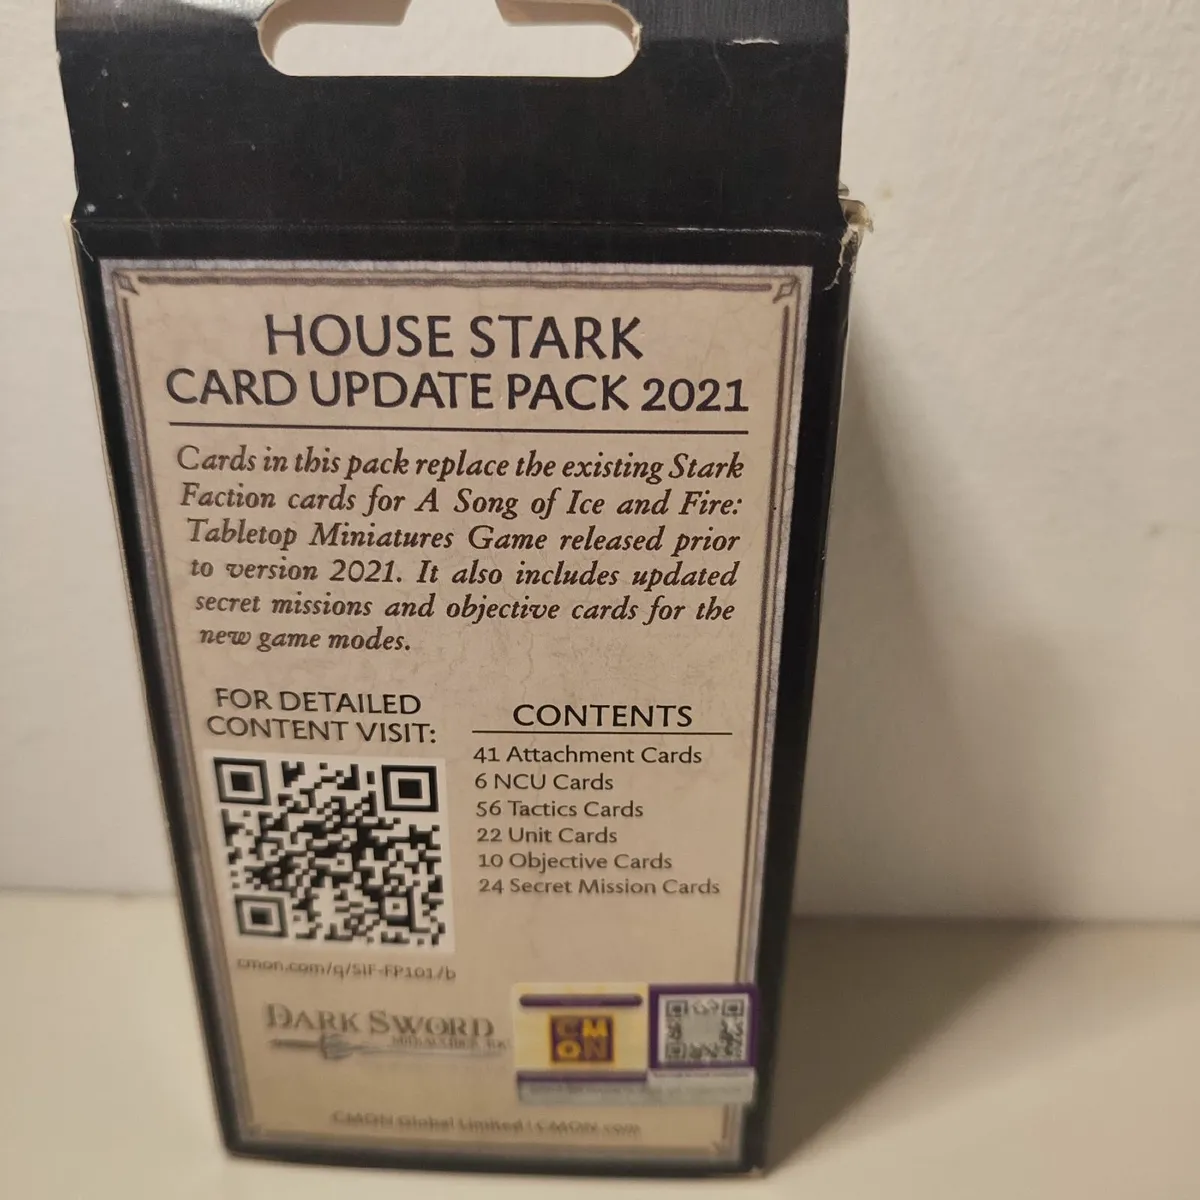 HOUSE STARK
CARD UPDATE PACK 2021
Cards in this pack replace the existing Stark
Faction cards for A Song of Ice and Fire:
Tabletop Miniatures Game released prior
to version 2021. It also includes updated
secret missions and objective cards for the
new game modes.
FOR DETAILED
CONTENT VISIT:
cmon.com/q/SIF-FP101/b
CONTENTS
41 Attachment Cards
6 NCU Cards
56 Tactics Cards
22 Unit Cards
10 Objective Cards
24 Secret Mission Cards
DARK SWORD
CMON
CMON Global Limited | CMON.com